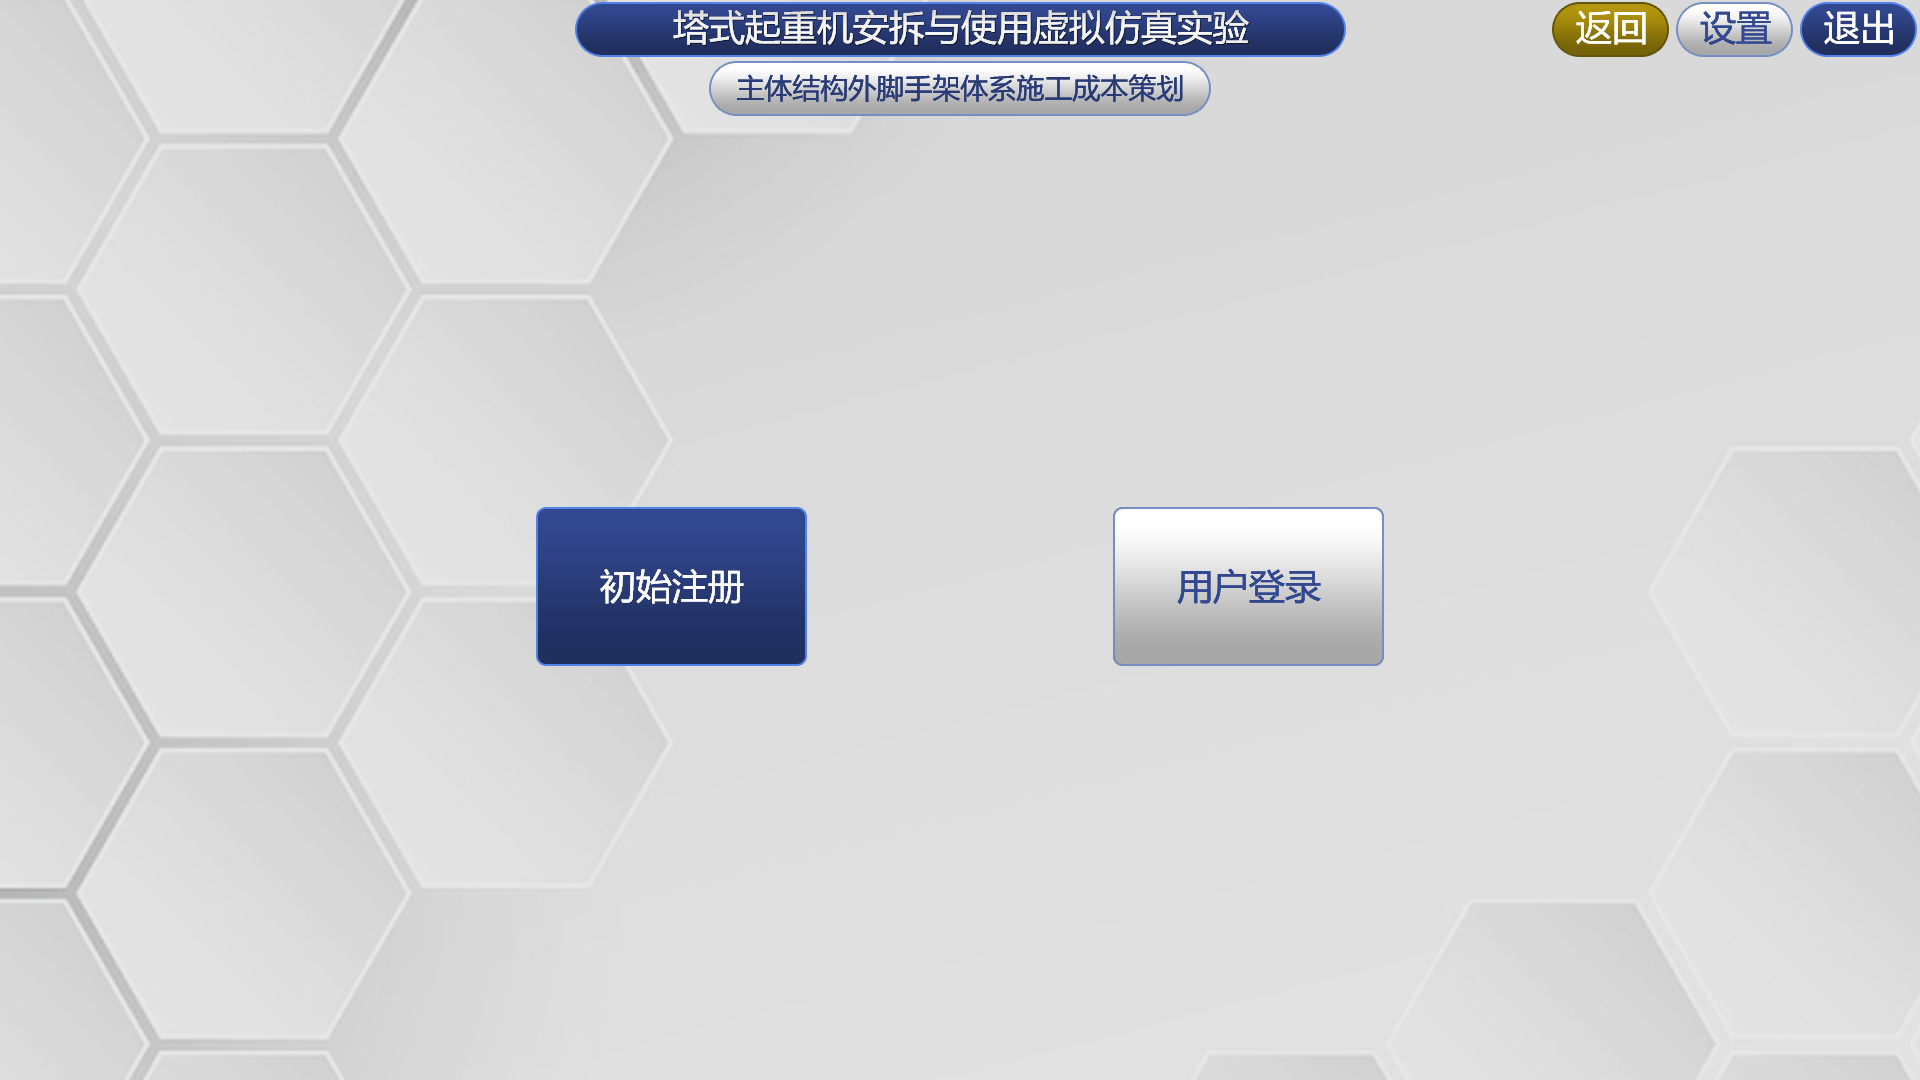 塔式起重机安拆与使用虚拟仿真实验
返回
设置
退出
主体结构外脚手架体系施工成本策划
初始注册
用户登录